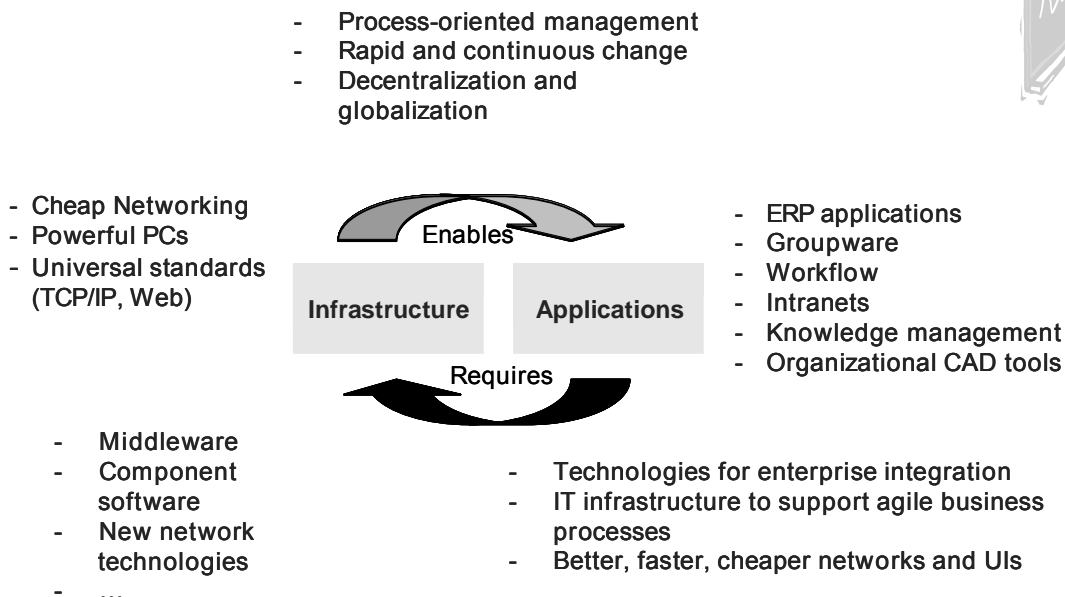 - Process-oriented management
- Rapid and continuous change
- Decentralization and
globalization
- Cheap Networking
- Powerful PCs
- Universal standards
(TCP/IP, Web)
Enables
Infrastructure
Applications
Requires
- ERP applications
- Groupware
- Workflow
- Intranets
- Knowledge management
- Organizational CAD tools
- Middleware
- Component
software
- New network
technologies
- ...
- Technologies for enterprise integration
- IT infrastructure to support agile business
processes
- Better, faster, cheaper networks and UIs